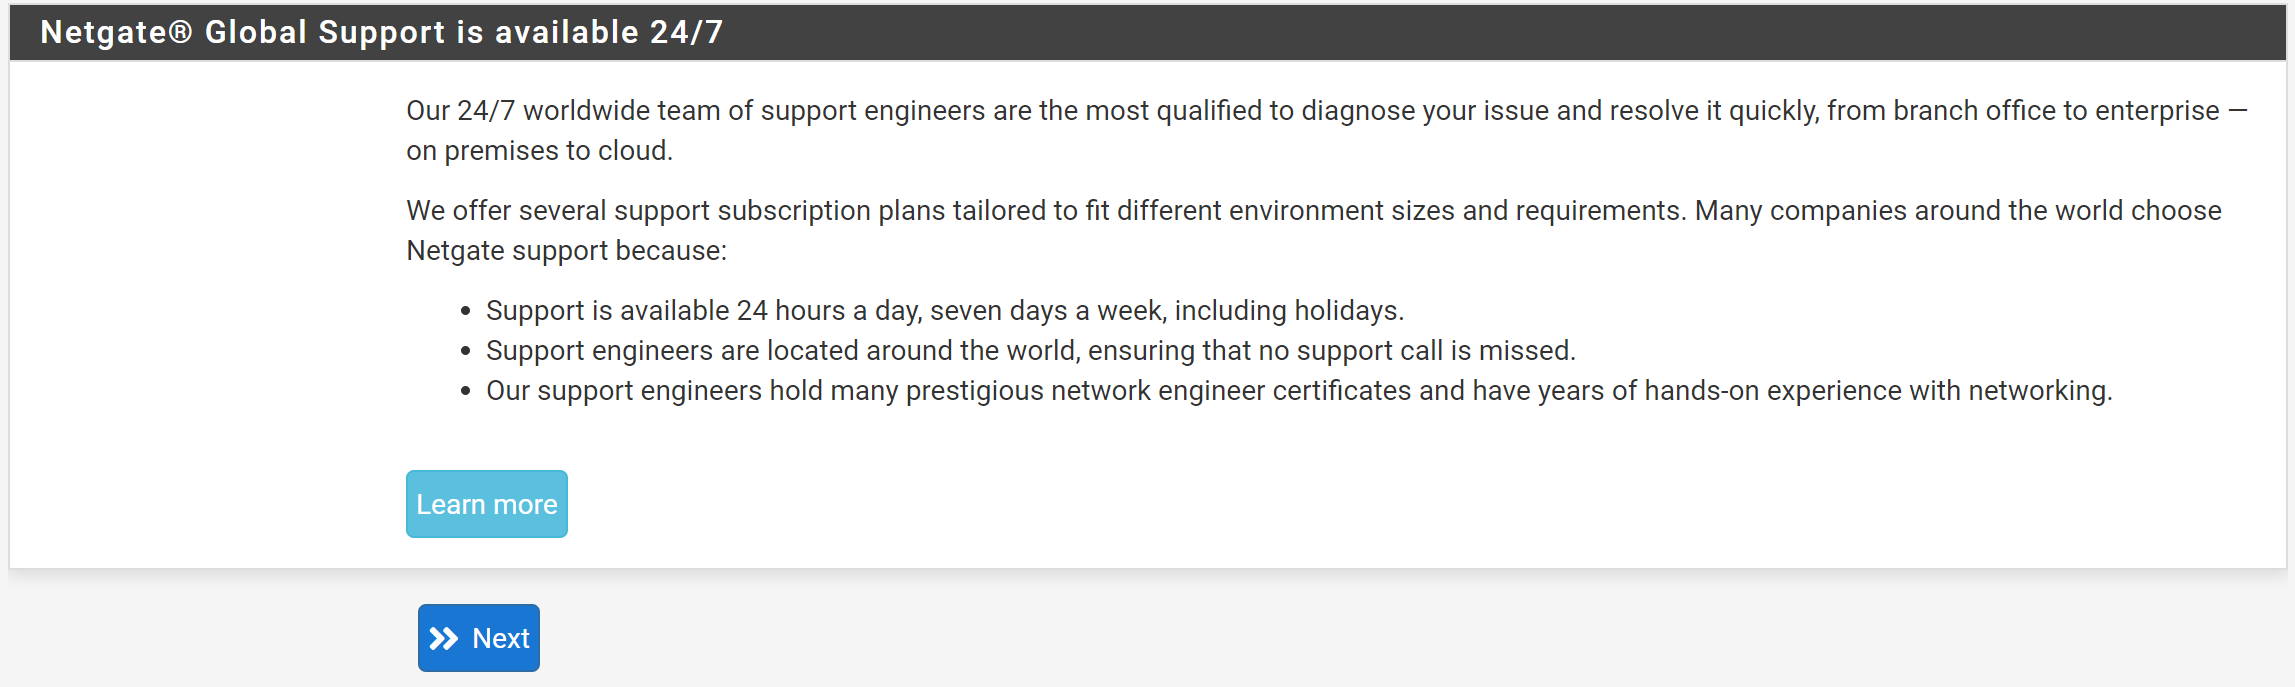 Netgate® Global Support is available 24/7
Our 24/7 worldwide team of support engineers are the most qualified to diagnose your issue and resolve it quickly, from branch office to enterprise —
on premises to cloud.
We offer several support subscription plans tailored to fit different environment sizes and requirements. Many companies around the world choose
Netgate support because:
• Support is available 24 hours a day, seven days a week, including holidays.
• Support engineers are located around the world, ensuring that no support call is missed.
• Our support engineers hold many prestigious network engineer certificates and have years of hands-on experience with networking.
Learn more
Next